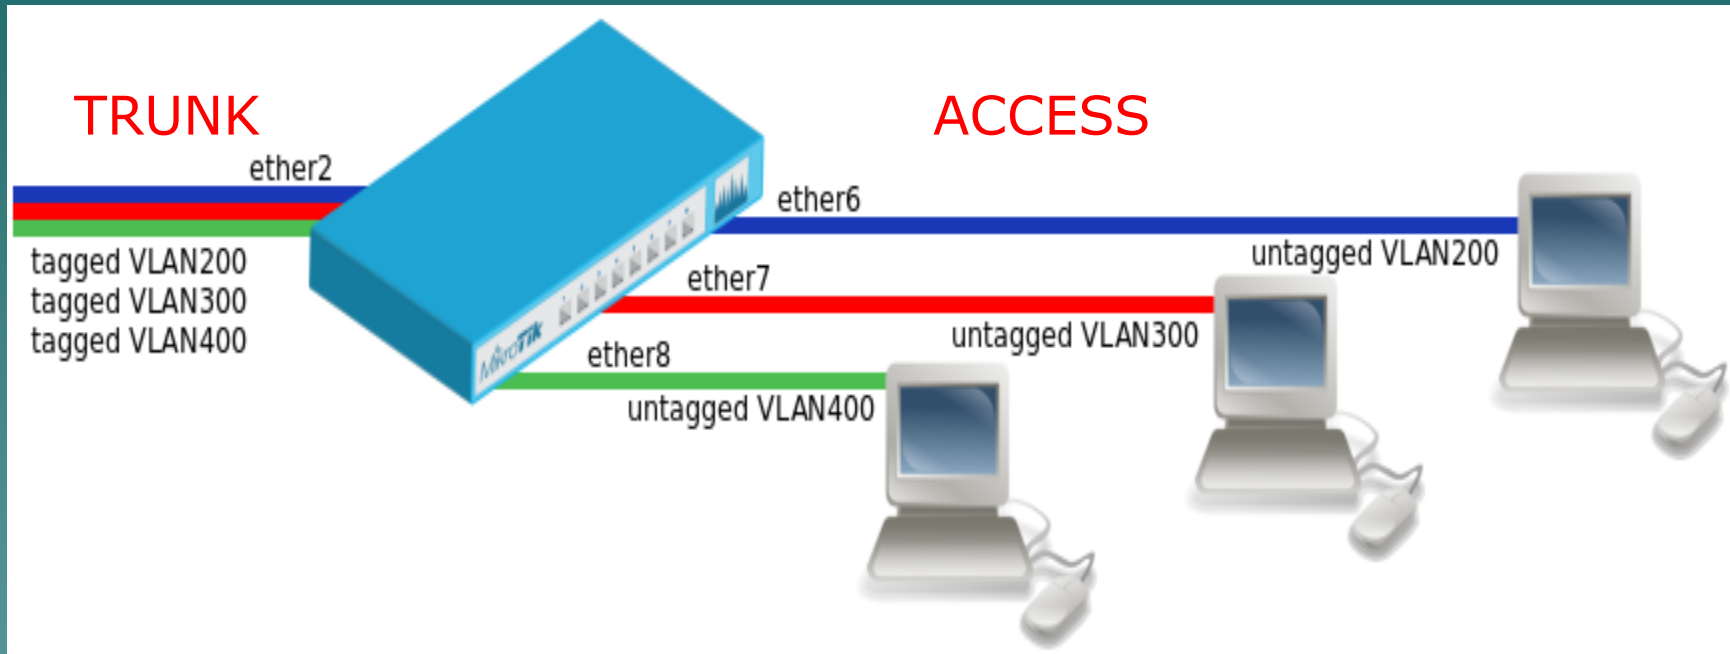 TRUNK
ACCESS
ether2
ether6
tagged VLAN200
untagged VLAN200
tagged VLAN300
ether7
tagged VLAN400
untagged VLAN300
MikroTik
ether8
untagged VLAN400